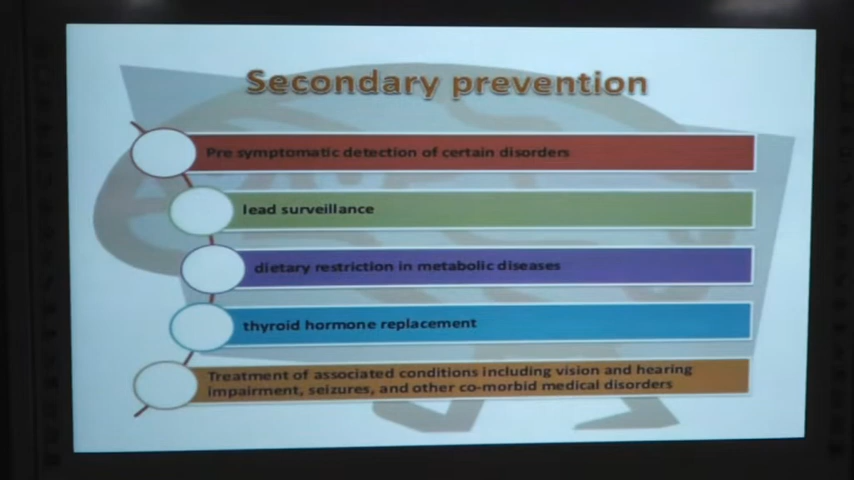 Secondary prevention
Pre symptomatic detection of certain disorders
lead surveillance
dietary restriction in metabolic diseases
thyroid hormone replacement
Treatment of associated conditions including vision and hearing
impairment, seizures, and other co-morbid medical disorders